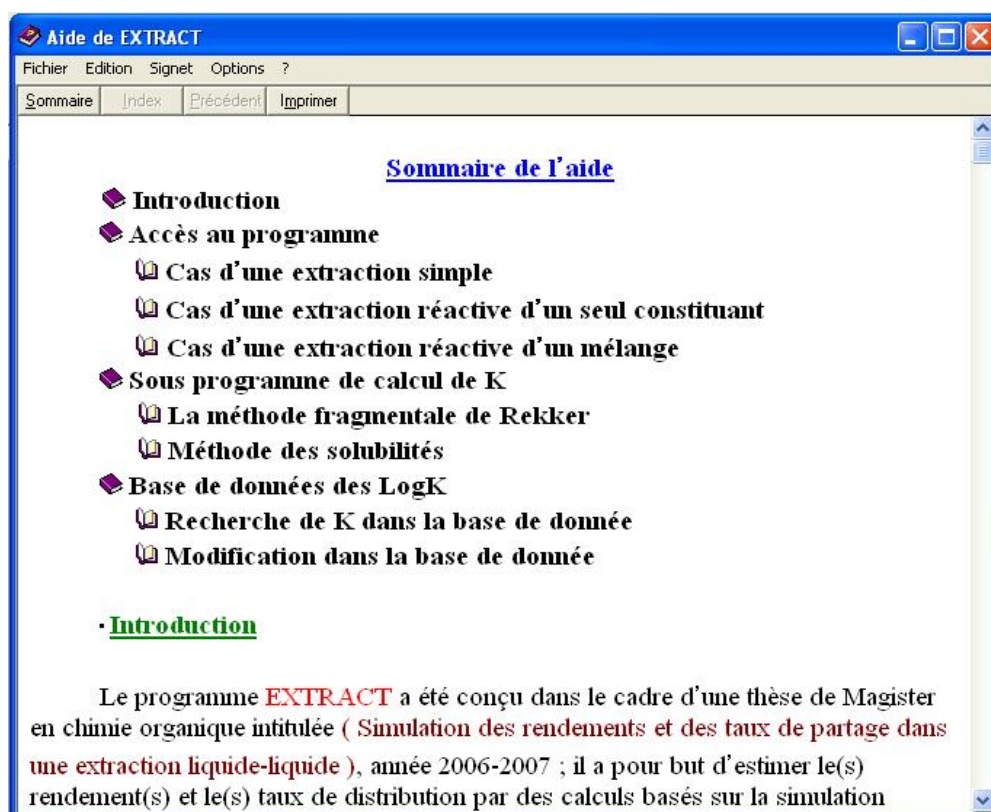 Aide de EXTRACT
Fichier Edition Signet Options ?
Sommaire Index Précédent Imprimer
Sommaire de l'aide
Introduction
Accès au programme
Cas d'une extraction simple
Cas d'une extraction réactive d'un seul constituant
Cas d'une extraction réactive d'un mélange
Sous programme de calcul de K
La méthode fragmentale de Rekker
Méthode des solubilités
Base de données des LogK
Recherche de K dans la base de donnée
Modification dans la base de donnée
· Introduction
Le programme EXTRACT a été conçu dans le cadre d'une thèse de Magister
en chimie organique intitulée ( Simulation des rendements et des taux de partage dans
une extraction liquide-liquide ), année 2006-2007 ; il a pour but d'estimer le(s)
rendement(s) et le(s) taux de distribution par des calculs basés sur la simulation